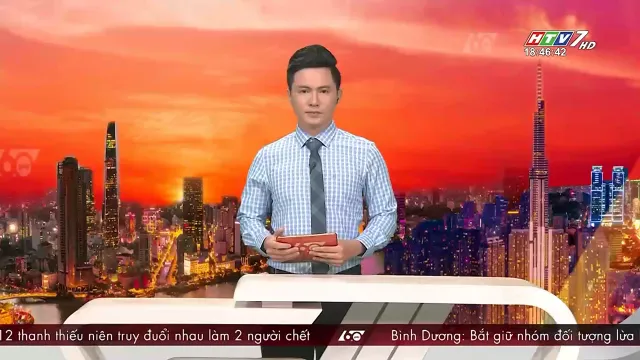 HTV7 HD
18:46:42
12 thanh thiếu niên truy đuổi nhau làm 2 người chết 60 Bình Dương: Bắt giữ nhóm đối tượng lừa